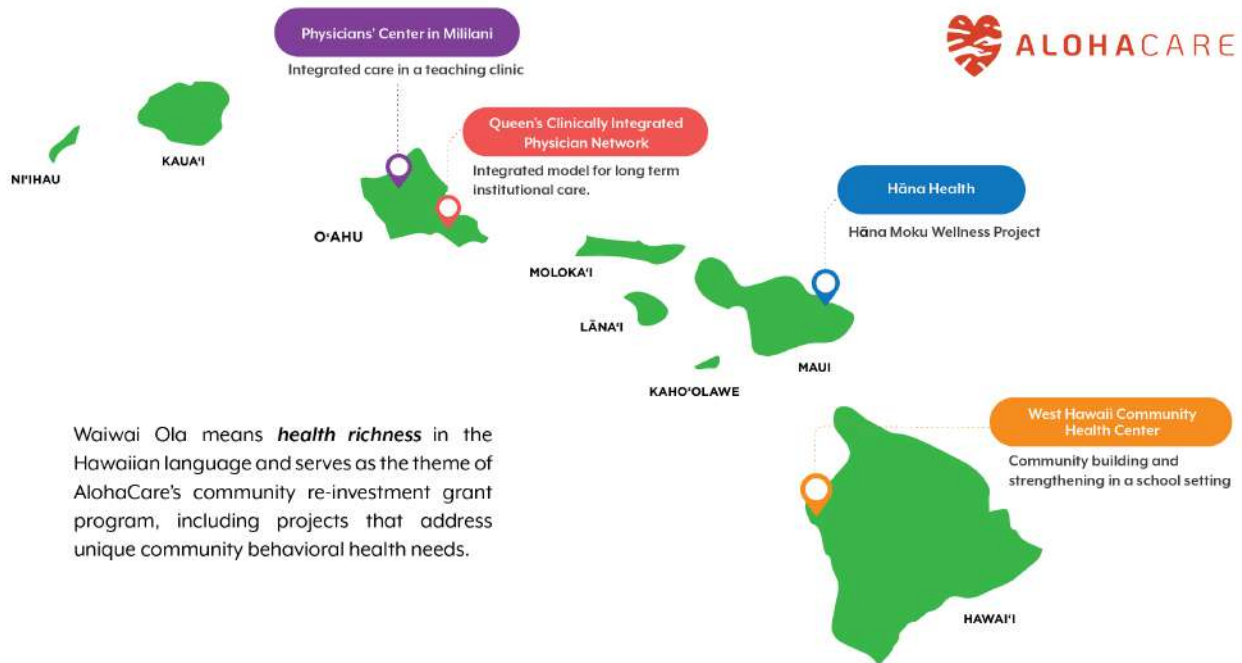 Physicians' Center in Mililani
Integrated care in a teaching clinic
ALOHACARE
Queen's Clinically Integrated
Physician Network
Integrated model for long term
institutional care.
Hāna Health
Hāna Moku Wellness Project
NI'IHAU
KAUA'I
O'AHU
MOLOKA'I
LĀNA'I
KAHO'OLAWE
MAUI
West Hawaii Community
Health Center
Community building and
strengthening in a school setting
HAWAI'I
Waiwai Ola means health richness in the
Hawaiian language and serves as the theme of
AlohaCare's community re-investment grant
program, including projects that address
unique community behavioral health needs.